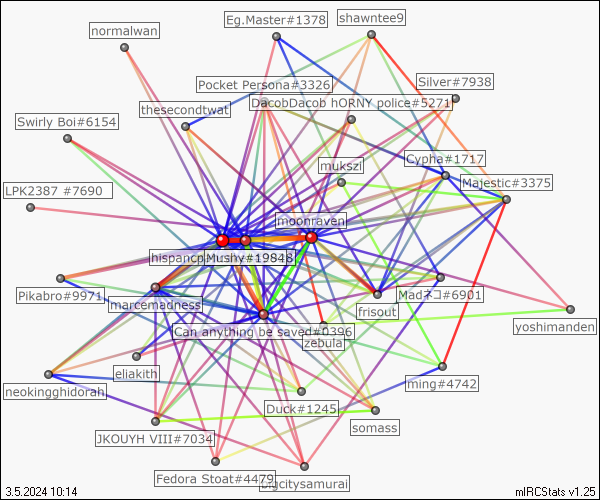 Eg.Master#1378
shawntee9
normalwan
Pocket Persona#3326
Silver#7938
DacobDacob hORNY police#5271
thesecondtwat
Swirly Boi#6154
Cypha#1717
mukszi
Majestic#3375
LPK2387 #7690
moonraven
Mushy#19848
Pikabro#9971
marcemadness
Madネコ#6901
frisout
yoshimanden
Can anything be saved#0396
zebula
eliakith
ming#4742
neokingghidorah
Duck#1245
somass
JKOUYH VIII#7034
Fedora Stoat#4479
bigcitysamurai
3.5.2024 10:14
mIRCStats v1.25